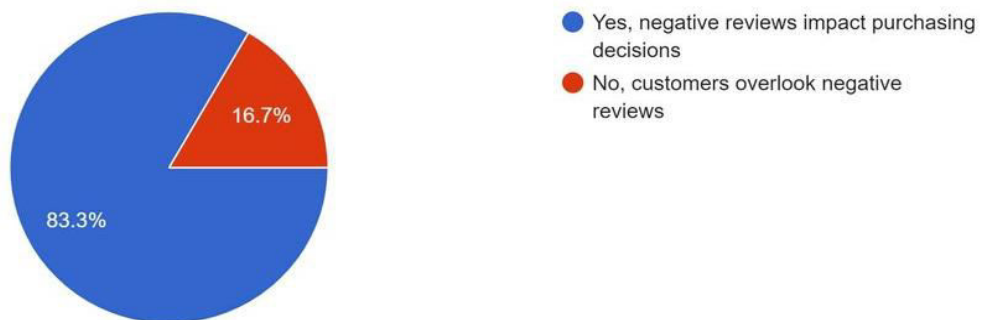 Yes, negative reviews impact purchasing
decisions
No, customers overlook negative
reviews
16.7%
83.3%